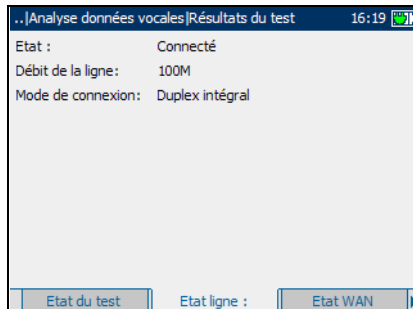 ..|Analyse données vocales|Résultats du test 16:19
Etat : Connecté
Débit de la ligne: 100M
Mode de connexion: Duplex intégral
Etat du test Etat ligne : Etat WAN